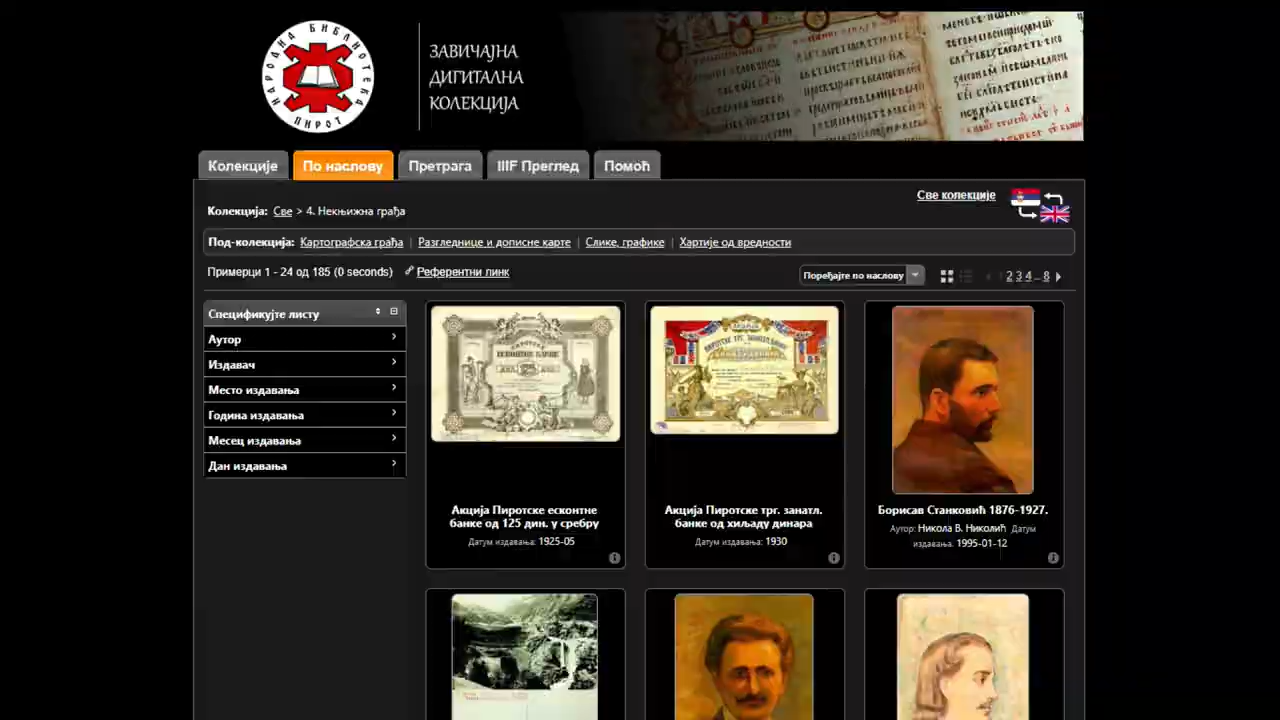 НАРОДНА БИБЛИОТЕКА
ПИРОТ
ЗАВИЧАЈНА
ДИГИТАЛНА
КОЛЕКЦИЈА
Колекције
По наслову
Претрага
IIIF Преглед
Помоћ
Све колекције
Колекција: Све > 4. Некњижна грађа
Под-колекција: Картографска грађа | Разгледнице и дописне карте | Слике, графике | Хартије од вредности
Примерци 1 - 24 од 185 (0 seconds) Референтни линк
Поређајте по наслову
2 3 4 ... 8
Спецификујте листу
Аутор
Издавач
Место издавања
Година издавања
Месец издавања
Дан издавања
Акција Пиротске есконтне
банке од 125 дин. у сребру
Датум издавања: 1925-05
Акција Пиротске трг. занатл.
банке од хиљаду динара
Датум издавања: 1930
Борисав Станковић 1876-1927.
Аутор: Никола В. Николић Датум
издавања: 1995-01-12